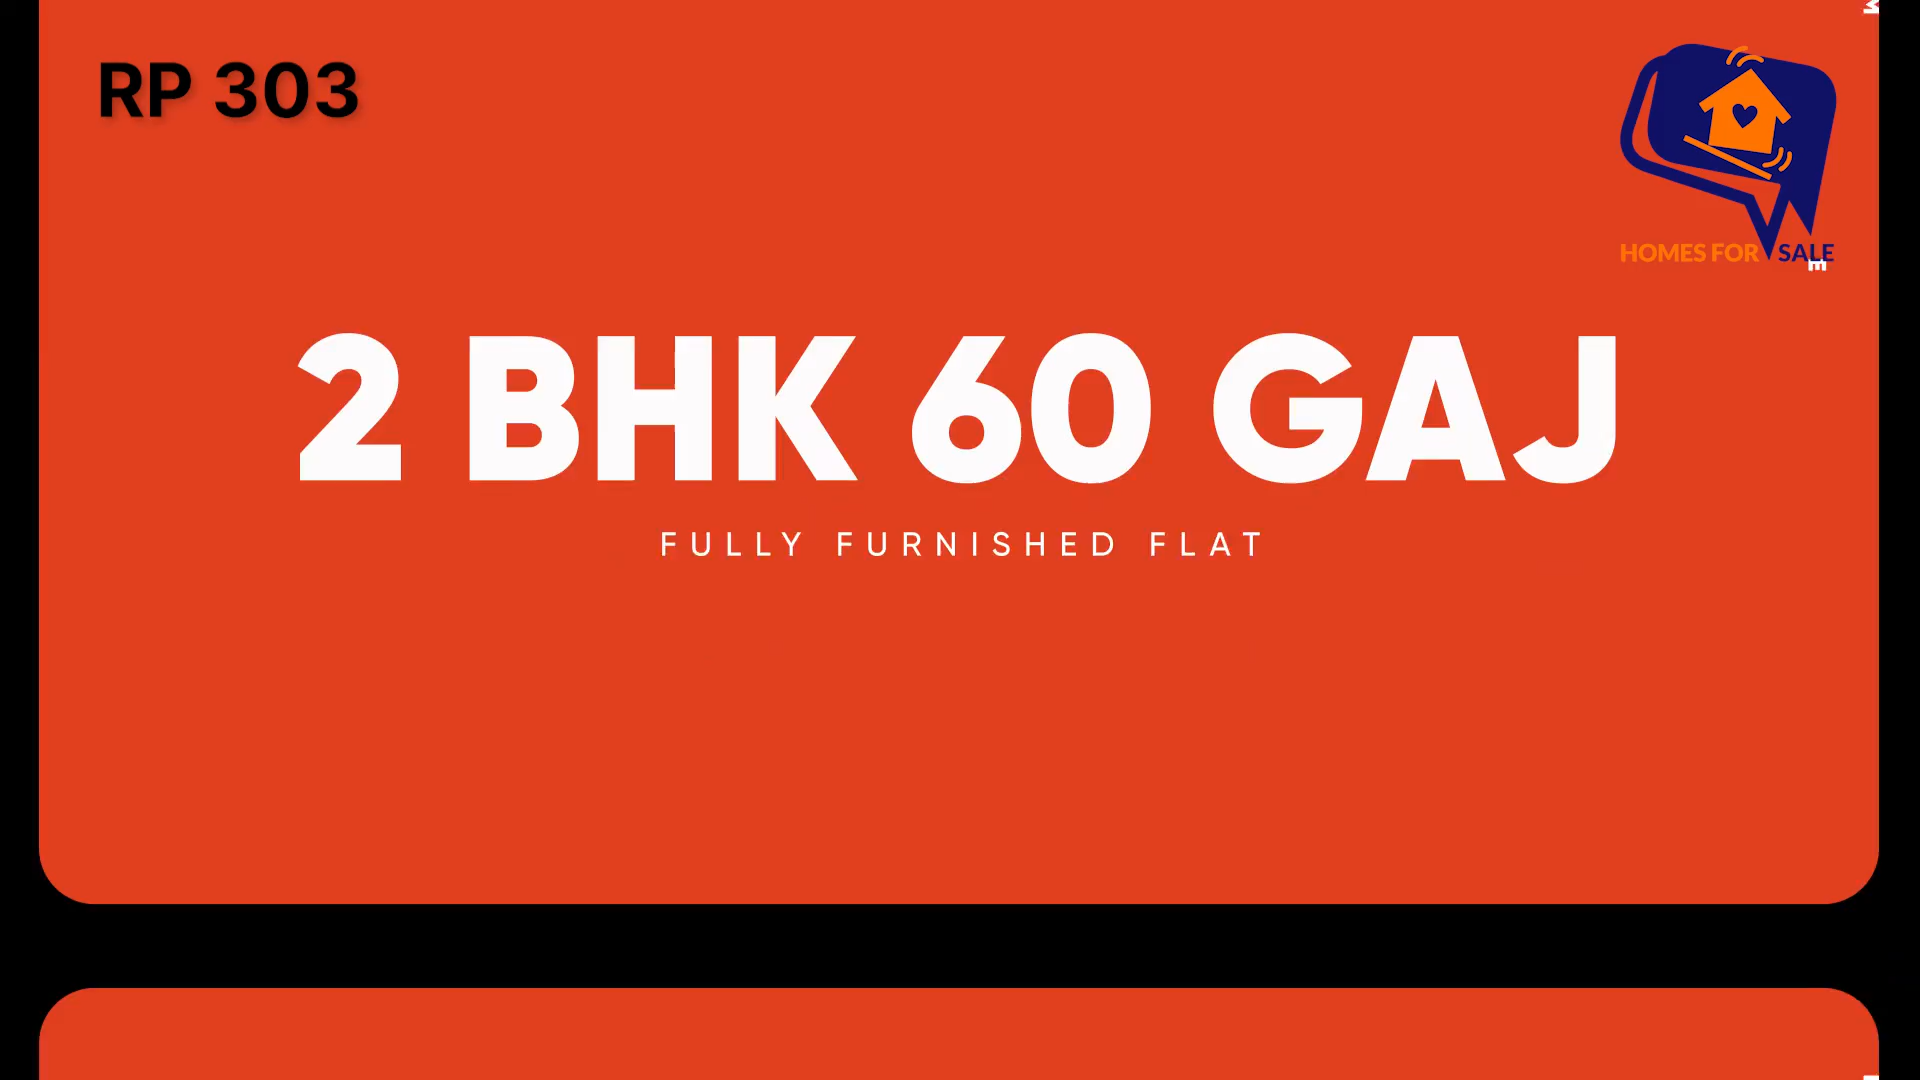 RP 303
HOMES FOR SALE
2 BHK 60 GAJ
FULLY FURNISHED FLAT